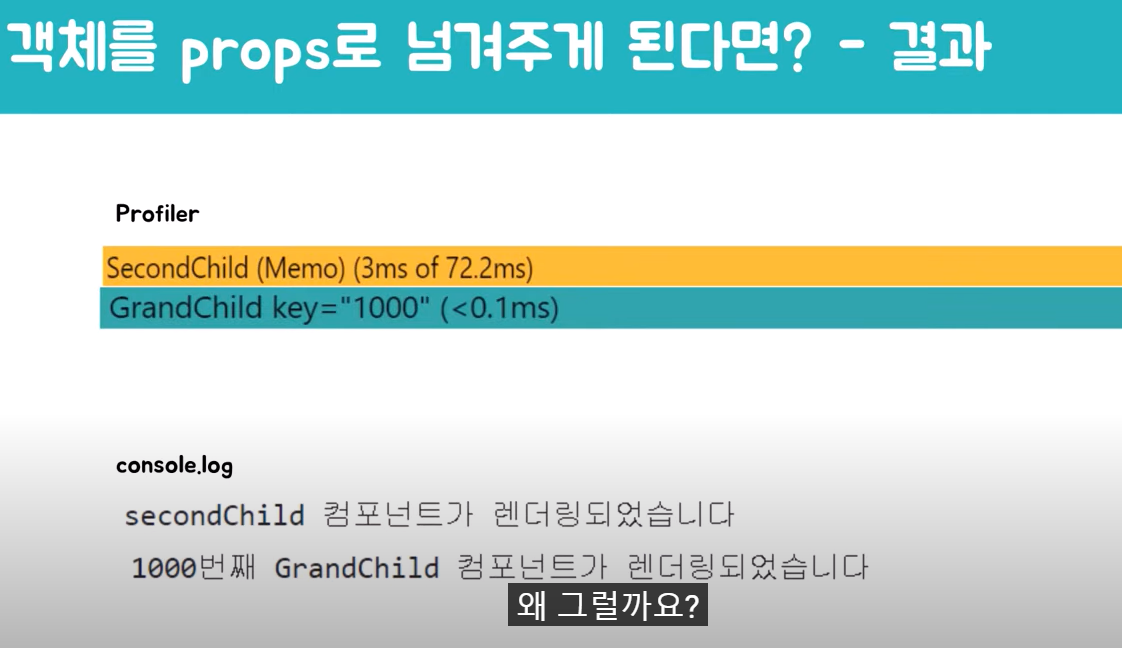 객체를 props로 넘겨주게 된다면? - 결과
Profiler
SecondChild (Memo) (3ms of 72.2ms)
GrandChild key="1000" (<0.1ms)
console.log
secondChild 컴포넌트가 렌더링되었습니다
1000번째 GrandChild 컴포넌트가 렌더링되었습니다
왜 그럴까요?